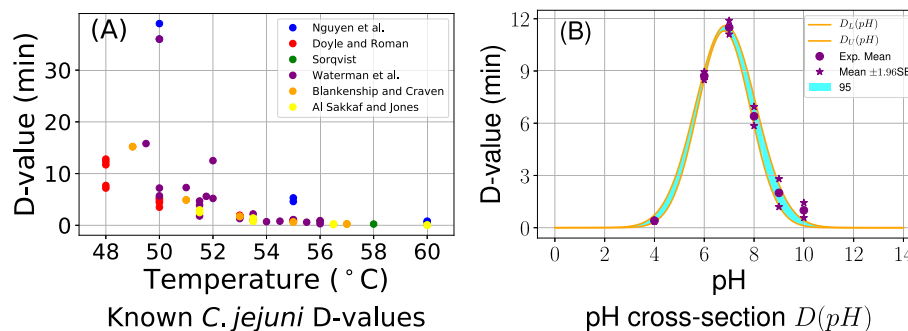 (A)
Nguyen et al.
Doyle and Roman
Sorqvist
Waterman et al.
Blankenship and Craven
Al Sakkaf and Jones
D-value (min)
30
20
10
0
48 50 52 54 56 58 60
Temperature (°C)
Known C. jejuni D-values
(B)
D_L(pH)
D_U(pH)
Exp. Mean
Mean ±1.96SE
95
D-value (min)
12
9
6
3
0
0 2 4 6 8 10 12 14
pH
pH cross-section D(pH)